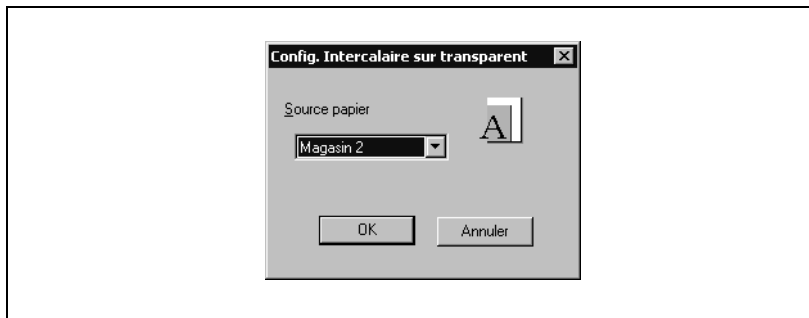 Config. Intercalaire sur transparent
Source papier
A
Magasin 2
OK Annuler